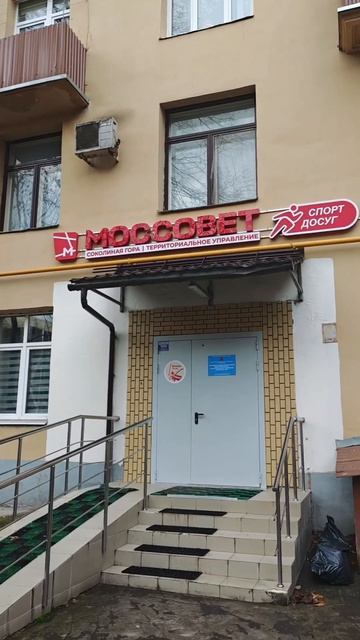 М
МОССОВЕТ
СОКОЛИНАЯ ГОРА | ТЕРРИТОРИАЛЬНОЕ УПРАВЛЕНИЕ
СПОРТ
ДОСУГ